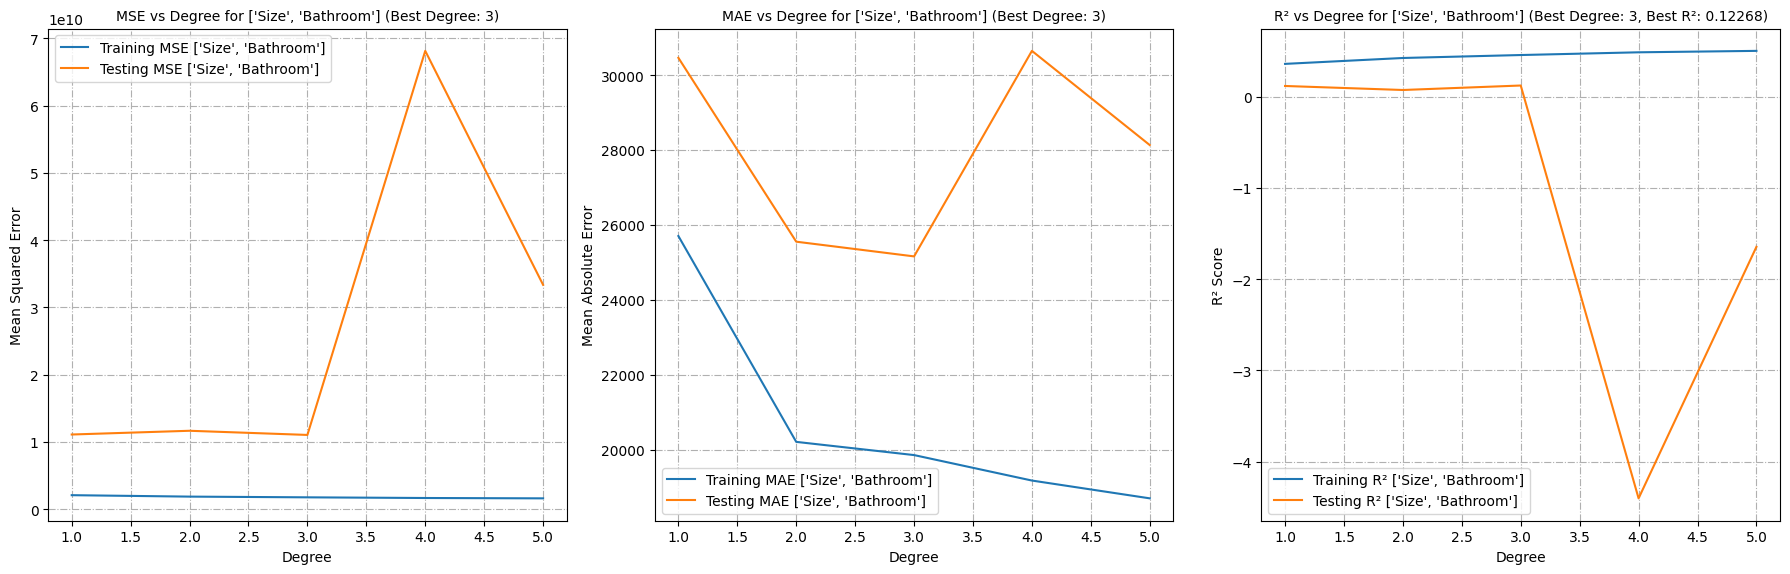 MSE vs Degree for ['Size', 'Bathroom'] (Best Degree: 3)
1e10
Training MSE ['Size', 'Bathroom']
Testing MSE ['Size', 'Bathroom']
7
6
5
4
3
2
1
0
Mean Squared Error
1.0 1.5 2.0 2.5 3.0 3.5 4.0 4.5 5.0
Degree
MAE vs Degree for ['Size', 'Bathroom'] (Best Degree: 3)
30000
28000
26000
24000
22000
20000
Mean Absolute Error
Training MAE ['Size', 'Bathroom']
Testing MAE ['Size', 'Bathroom']
1.0 1.5 2.0 2.5 3.0 3.5 4.0 4.5 5.0
Degree
R² vs Degree for ['Size', 'Bathroom'] (Best Degree: 3, Best R²: 0.12268)
0
−1
−2
−3
−4
R² Score
Training R² ['Size', 'Bathroom']
Testing R² ['Size', 'Bathroom']
1.0 1.5 2.0 2.5 3.0 3.5 4.0 4.5 5.0
Degree